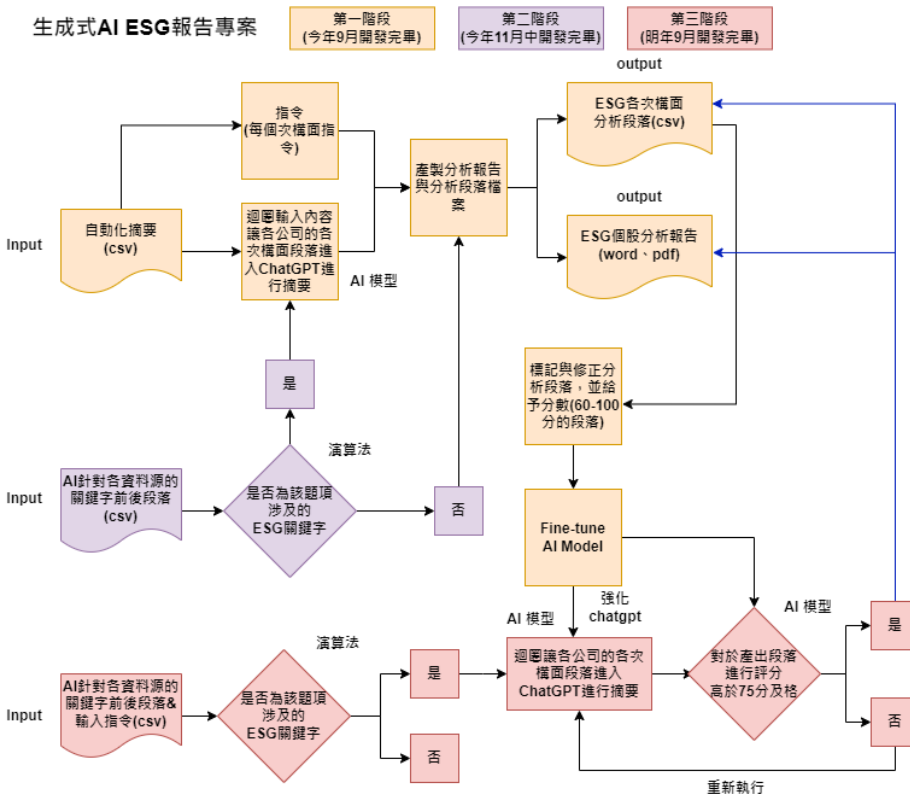 生成式AI ESG報告專案
第一階段
(今年9月開發完畢)
第二階段
(今年11月中開發完畢)
第三階段
(明年9月開發完畢)
output
指令
(每個次構面指
令)
ESG各次構面
分析段落(csv)
產製分析報告
與分析段落檔
案
output
Input
自動化摘要
(csv)
迴圈輸入內容
讓各公司的各
次構面段落進
入ChatGPT進
行摘要
AI 模型
ESG個股分析報告
(word、pdf)
是
標記與修正分
析段落，並給
予分數(60-100
分的段落)
演算法
Input
AI針對各資料源的
關鍵字前後段落
(csv)
是否為該題項
涉及的
ESG關鍵字
否
Fine-tune
AI Model
強化
chatgpt
AI 模型
AI 模型
演算法
Input
AI針對各資料源的
關鍵字前後段落&
輸入指令(csv)
是否為該題項
涉及的
ESG關鍵字
是
否
迴圈讓各公司的各次
構面段落進入
ChatGPT進行摘要
對於產出段落
進行評分
高於75分及格
是
否
重新執行